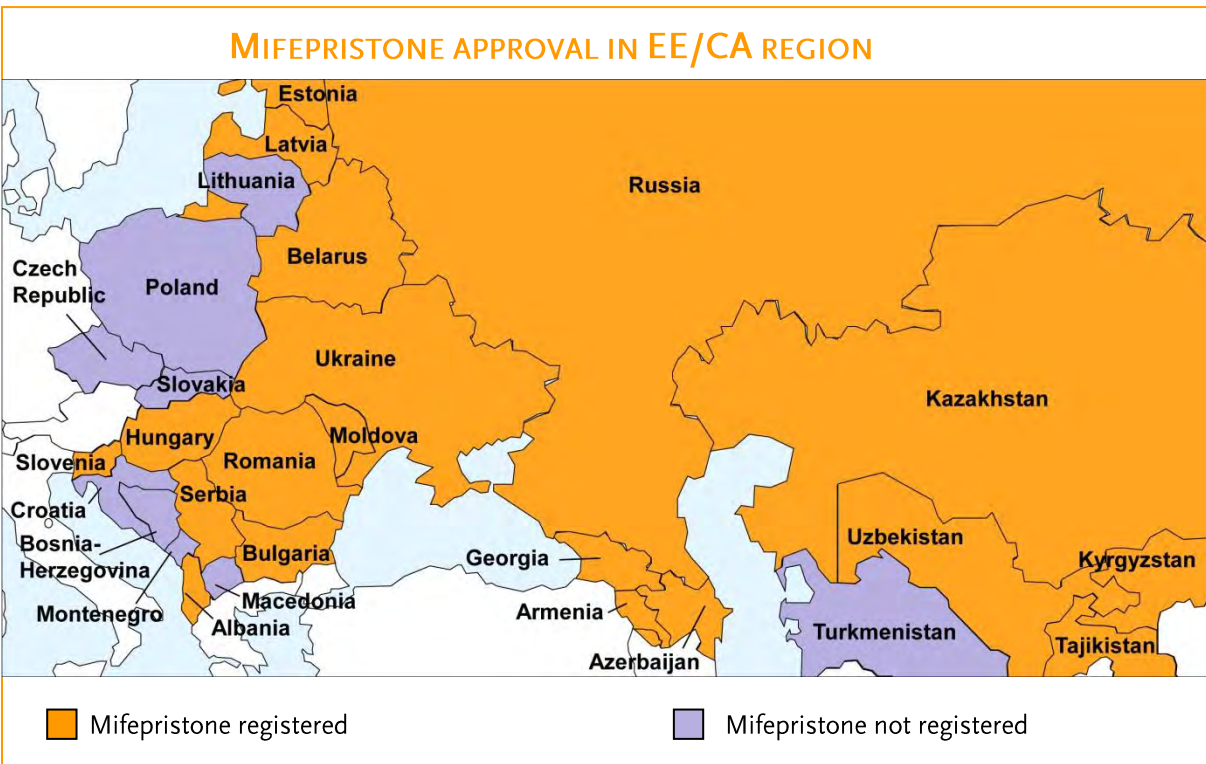 MIFEPRISTONE APPROVAL IN EE/CA REGION
Estonia
Latvia
Lithuania
Russia
Belarus
Czech
Republic
Poland
Ukraine
Slovakia
Kazakhstan
Hungary
Moldova
Slovenia
Romania
Serbia
Croatia
Bosnia-
Herzegovina
Bulgaria
Georgia
Uzbekistan
Kyrgyzstan
Montenegro
Macedonia
Albania
Armenia
Azerbaijan
Turkmenistan
Tajikistan
Mifepristone registered
Mifepristone not registered